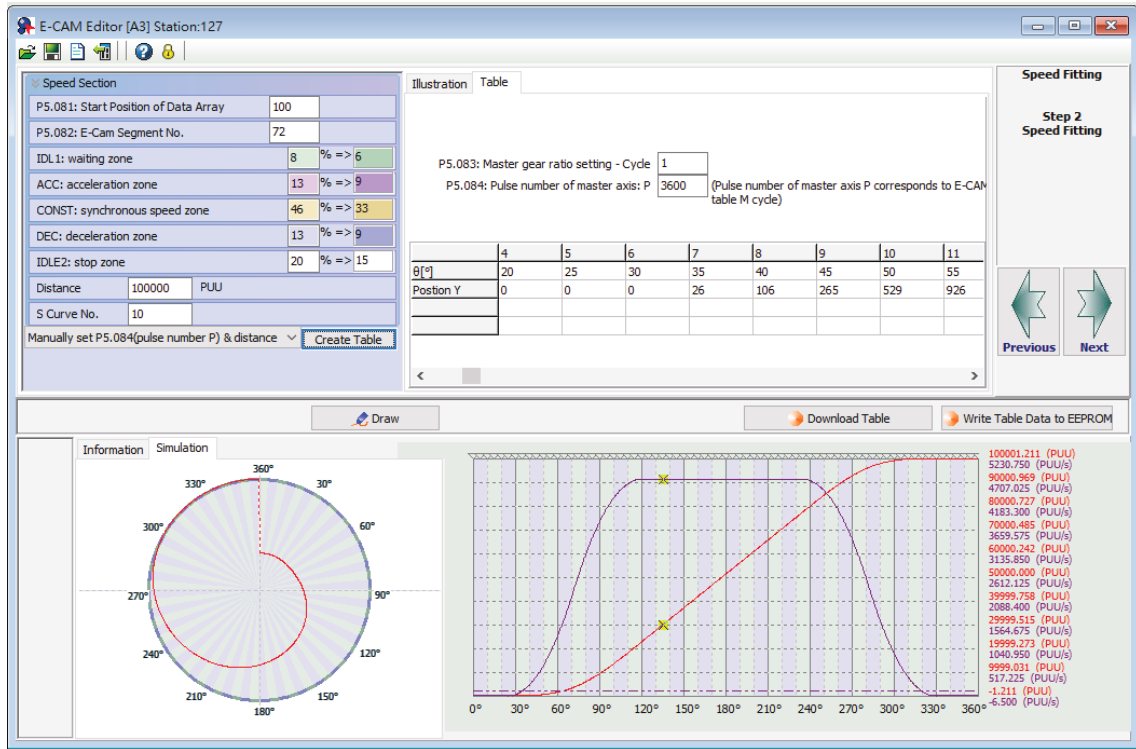 E-CAM Editor [A3] Station:127
Speed Section
P5.081: Start Position of Data Array 100
P5.082: E-Cam Segment No. 72
IDL1: waiting zone 8 % => 6
ACC: acceleration zone 13 % => 9
CONST: synchronous speed zone 46 % => 33
DEC: deceleration zone 13 % => 9
IDLE2: stop zone 20 % => 15
Distance 100000 PUU
S Curve No. 10
Manually set P5.084(pulse number P) & distance Create Table
Illustration Table
P5.083: Master gear ratio setting - Cycle 1
P5.084: Pulse number of master axis: P 3600 (Pulse number of master axis P corresponds to E-CAM
table M cycle)
4 5 6 7 8 9 10 11
θ[°] 20 25 30 35 40 45 50 55
Postion Y 0 0 0 26 106 265 529 926
Speed Fitting
Step 2
Speed Fitting
Previous Next
Draw Download Table Write Table Data to EEPROM
Information Simulation
360°
330° 30°
300° 60°
270° 90°
240° 120°
210° 150°
180°
100001.211 (PUU)
5230.750 (PUU/s)
90000.969 (PUU)
4707.025 (PUU/s)
80000.727 (PUU)
4183.300 (PUU/s)
70000.485 (PUU)
3659.575 (PUU/s)
60000.242 (PUU)
3135.850 (PUU/s)
50000.000 (PUU)
2612.125 (PUU/s)
39999.758 (PUU)
2088.400 (PUU/s)
29999.515 (PUU)
1564.675 (PUU/s)
19999.273 (PUU)
1040.950 (PUU/s)
9999.031 (PUU)
517.225 (PUU/s)
-1.211 (PUU)
-6.500 (PUU/s)
0° 30° 60° 90° 120° 150° 180° 210° 240° 270° 300° 330° 360°